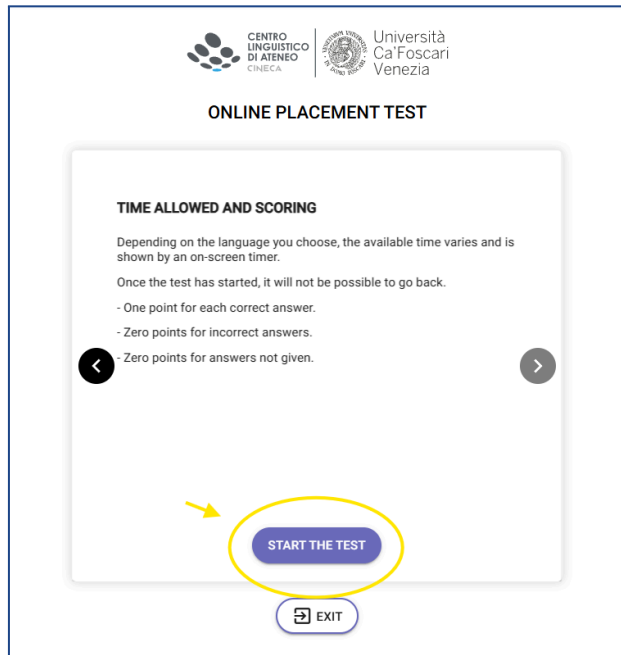 CENTRO
LINGUISTICO
DI ATENEO
CINECA
Università
Ca'Foscari
Venezia
ONLINE PLACEMENT TEST
TIME ALLOWED AND SCORING
Depending on the language you choose, the available time varies and is
shown by an on-screen timer.
Once the test has started, it will not be possible to go back.
- One point for each correct answer.
- Zero points for incorrect answers.
- Zero points for answers not given.
START THE TEST
EXIT